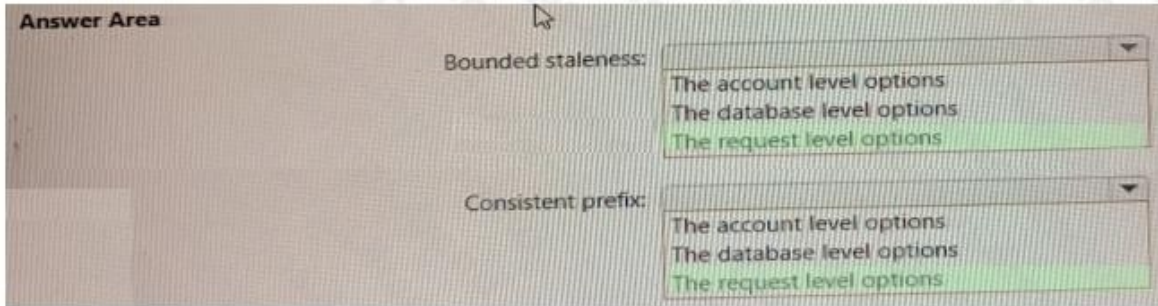 Answer Area
Bounded staleness:
The account level options
The database level options
The request level options
Consistent prefix:
The account level options
The database level options
The request level options